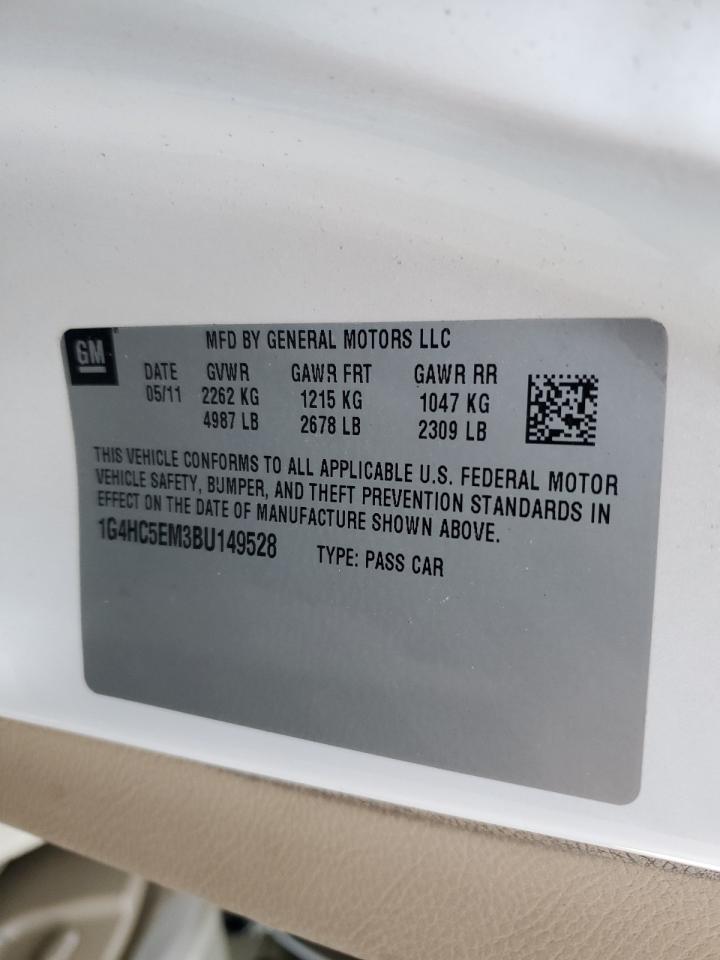 GM
MFD BY GENERAL MOTORS LLC
DATE GVWR GAWR FRT GAWR RR
05/11 2262 KG 1215 KG 1047 KG
4987 LB 2678 LB 2309 LB
THIS VEHICLE CONFORMS TO ALL APPLICABLE U.S. FEDERAL MOTOR
VEHICLE SAFETY, BUMPER, AND THEFT PREVENTION STANDARDS IN
EFFECT ON THE DATE OF MANUFACTURE SHOWN ABOVE.
1G4HC5EM3BU149528 TYPE: PASS CAR